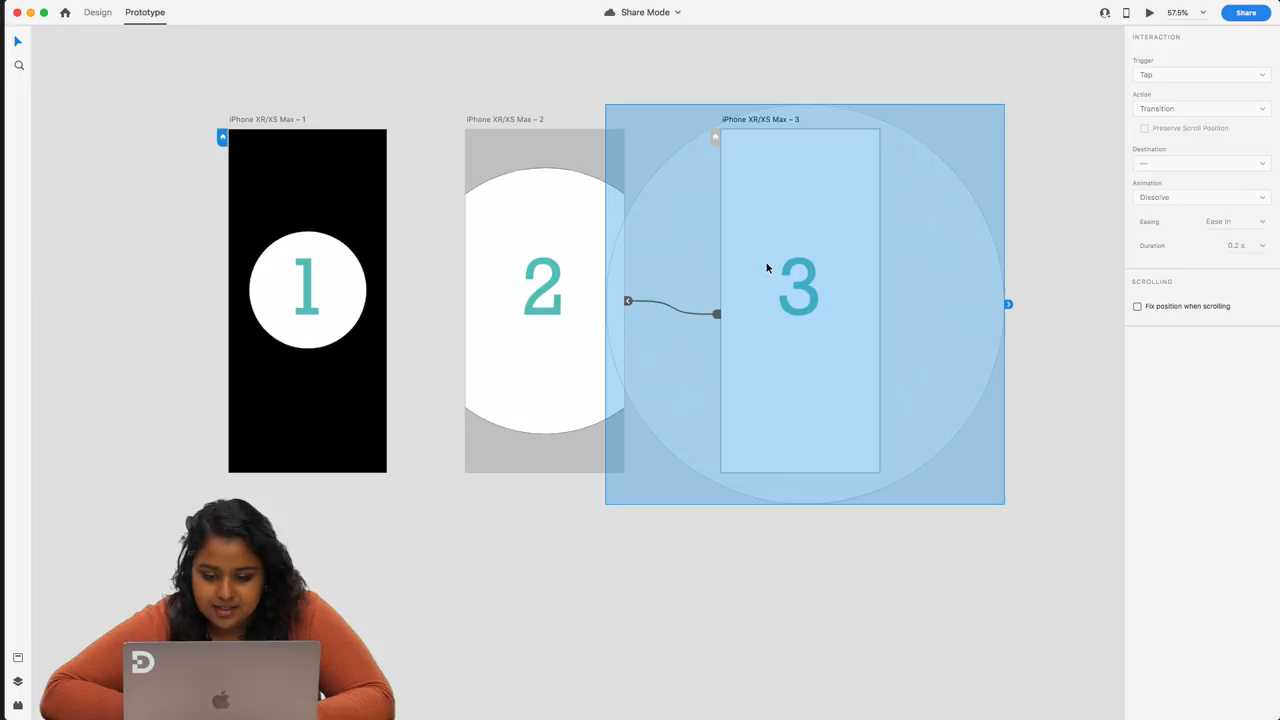 Design
Prototype
Share Mode
57.5%
Share
INTERACTION
Trigger
Tap
Action
Transition
Preserve Scroll Position
Destination
—
Animation
Dissolve
Easing
Ease In
Duration
0.2 s
SCROLLING
Fix position when scrolling
iPhone XR/XS Max – 1
iPhone XR/XS Max – 2
iPhone XR/XS Max – 3
1
2
3
D